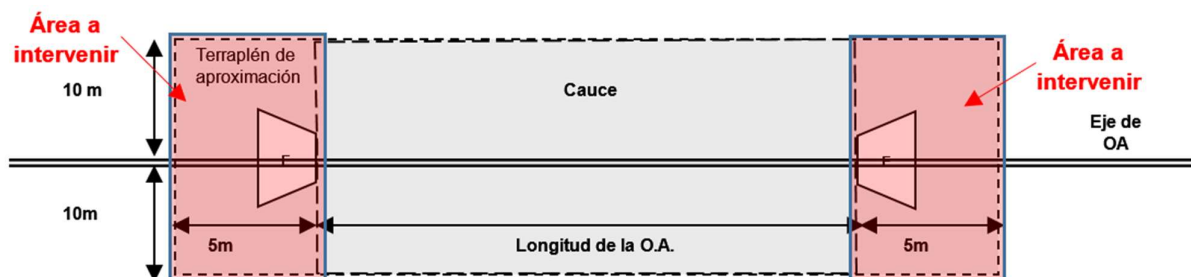 Área a
intervenir
Terraplén de
aproximación
10 m
Cauce
Área a
intervenir
Eje de
OA
10m
5m
Longitud de la O.A.
5m